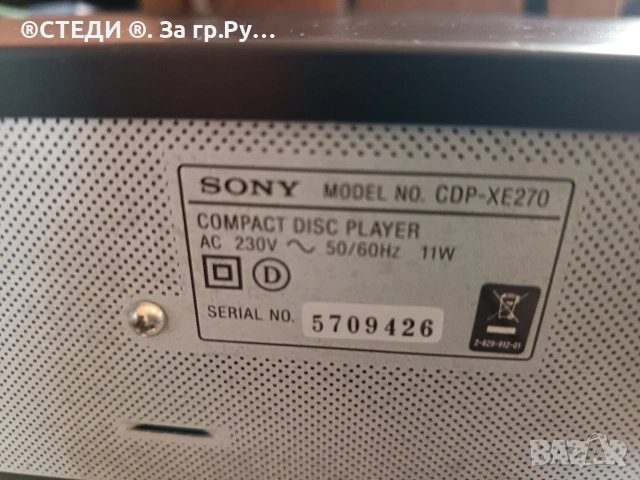 ®СТЕДИ ®. За гр.Ру...
SONY MODEL NO. CDP-XE270
COMPACT DISC PLAYER
AC 230V ~ 50/60Hz 11W
D
SERIAL NO. 5709426
2-629-912-01
BAZAR